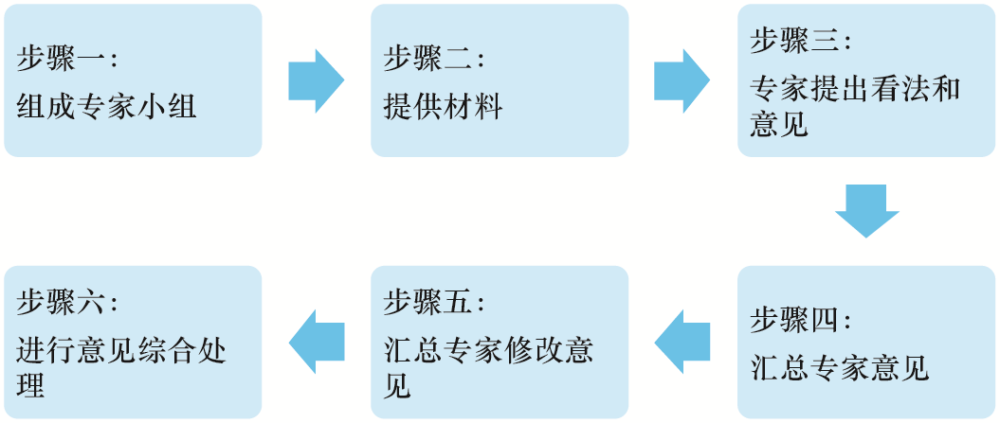 步骤一：
组成专家小组
步骤二：
提供材料
步骤三：
专家提出看法和
意见
步骤四：
汇总专家意见
步骤五：
汇总专家修改意
见
步骤六：
进行意见综合处
理